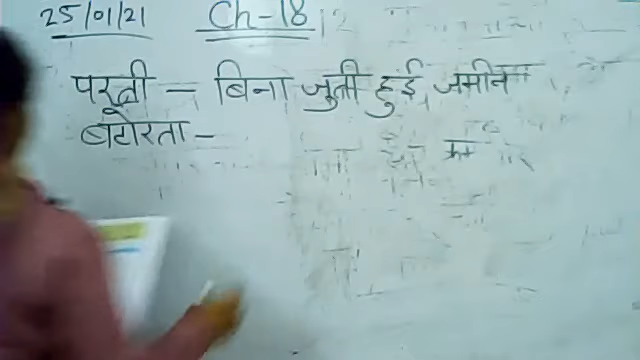 25/01/21 Ch-18
परती - बिना जुती हुई जमीन
बटोरता -